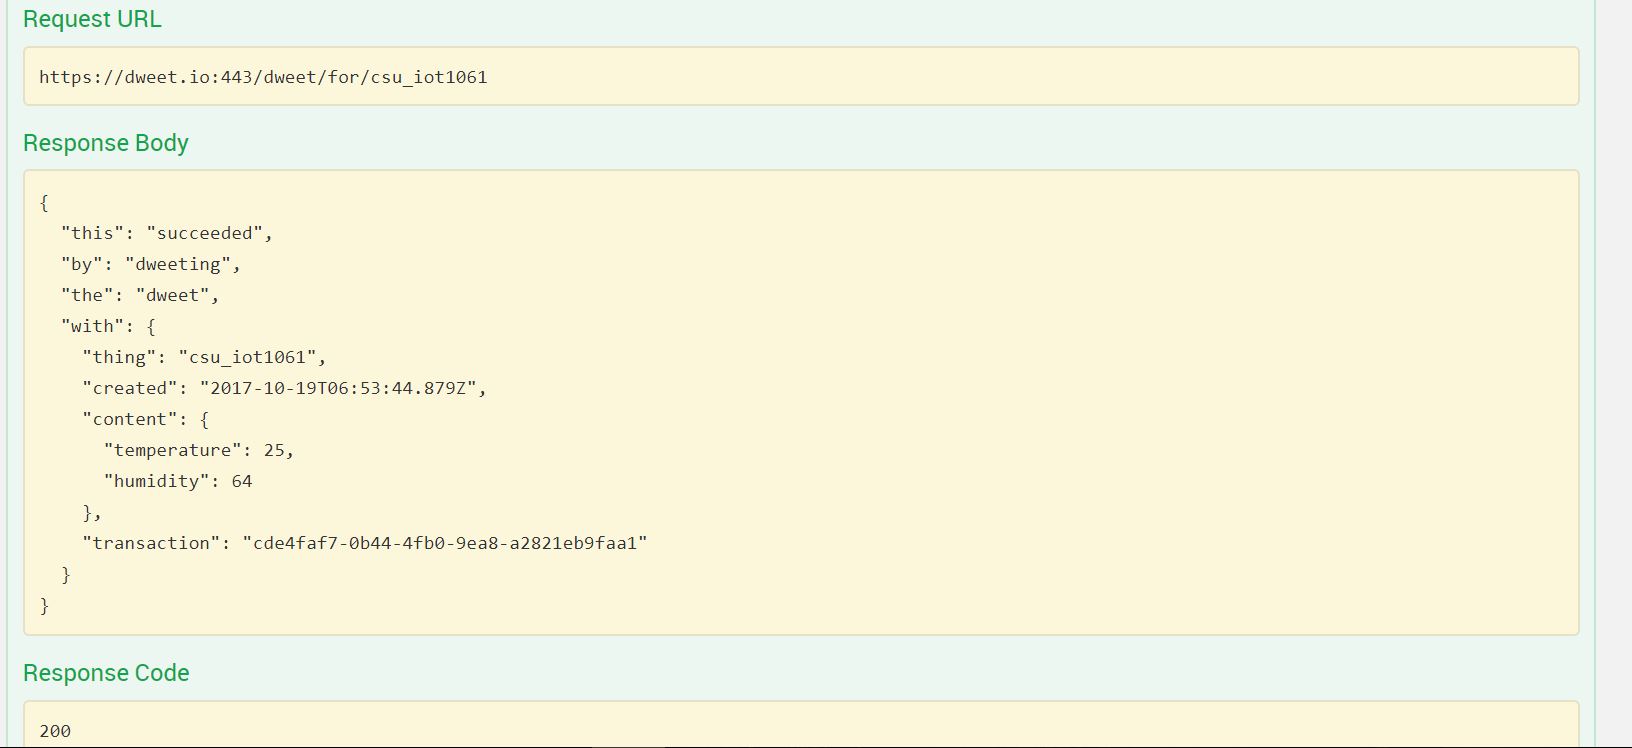 Request URL
https://dweet.io:443/dweet/for/csu_iot1061
Response Body
{
  "this": "succeeded",
  "by": "dweeting",
  "the": "dweet",
  "with": {
    "thing": "csu_iot1061",
    "created": "2017-10-19T06:53:44.879Z",
    "content": {
      "temperature": 25,
      "humidity": 64
    },
    "transaction": "cde4faf7-0b44-4fb0-9ea8-a2821eb9faa1"
  }
}
Response Code
200